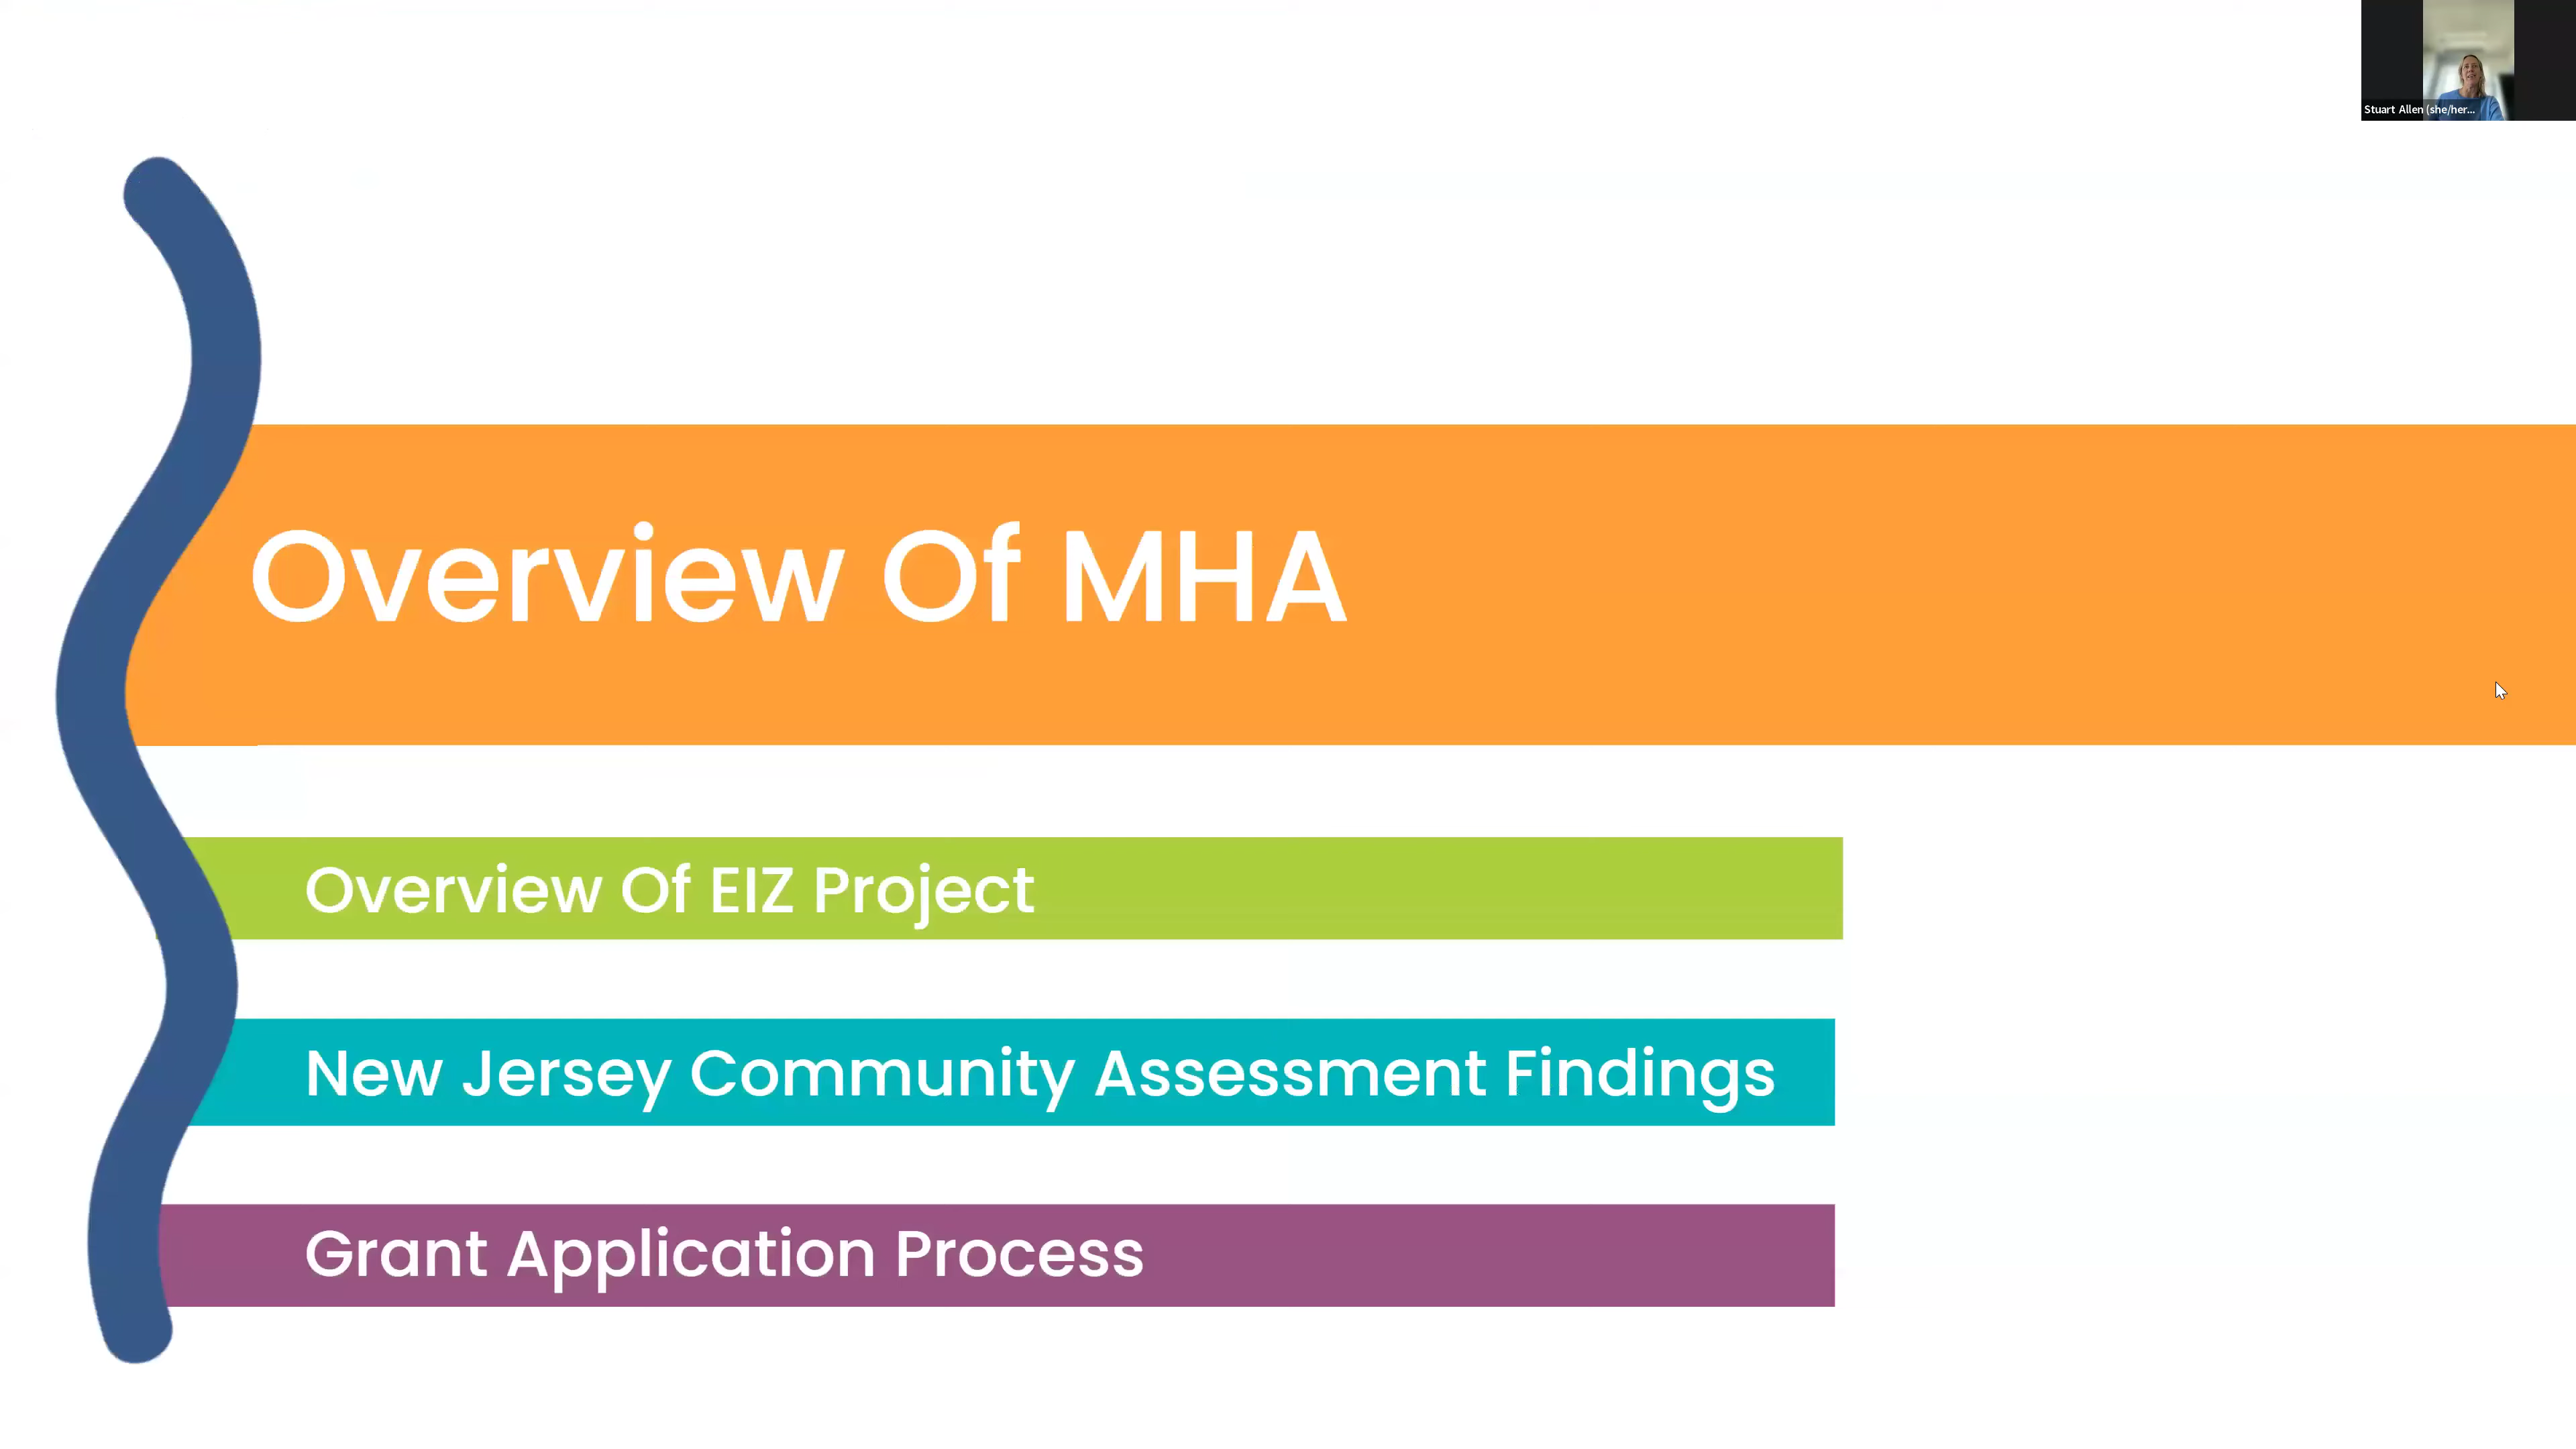 Stuart Allen (she/her...
Overview Of MHA
Overview Of EIZ Project
New Jersey Community Assessment Findings
Grant Application Process